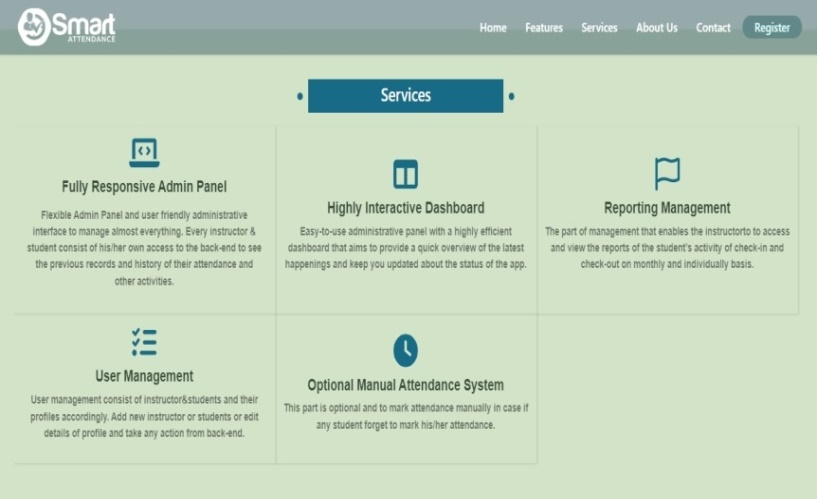 Smart
ATTENDANCE
Home Features Services About Us Contact Register
Services
Fully Responsive Admin Panel
Flexible Admin Panel and user friendly administrative
interface to manage almost everything. Every instructor &
student consist of his/her own access to the back-end to see
the previous records and history of their attendance and
other activities.
Highly Interactive Dashboard
Easy-to-use administrative panel with a highly efficient
dashboard that aims to provide a quick overview of the latest
happenings and keep you updated about the status of the app.
Reporting Management
The part of management that enables the instructorto to access
and view the reports of the student's activity of check-in and
check-out on monthly and individually basis.
User Management
User management consist of instructor&students and their
profiles accordingly. Add new instructor or students or edit
details of profile and take any action from back-end.
Optional Manual Attendance System
This part is optional and to mark attendance manually in case if
any student forget to mark his/her attendance.